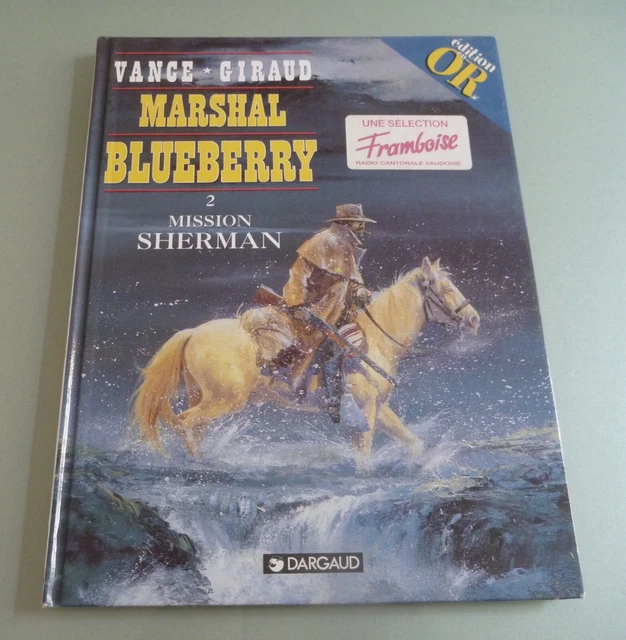 VANCE ★ GIRAUD
MARSHAL
BLUEBERRY
2
MISSION
SHERMAN
édition
OR
UNE SÉLECTION
Framboise
RADIO CANTONALE VAUDOISE
DARGAUD